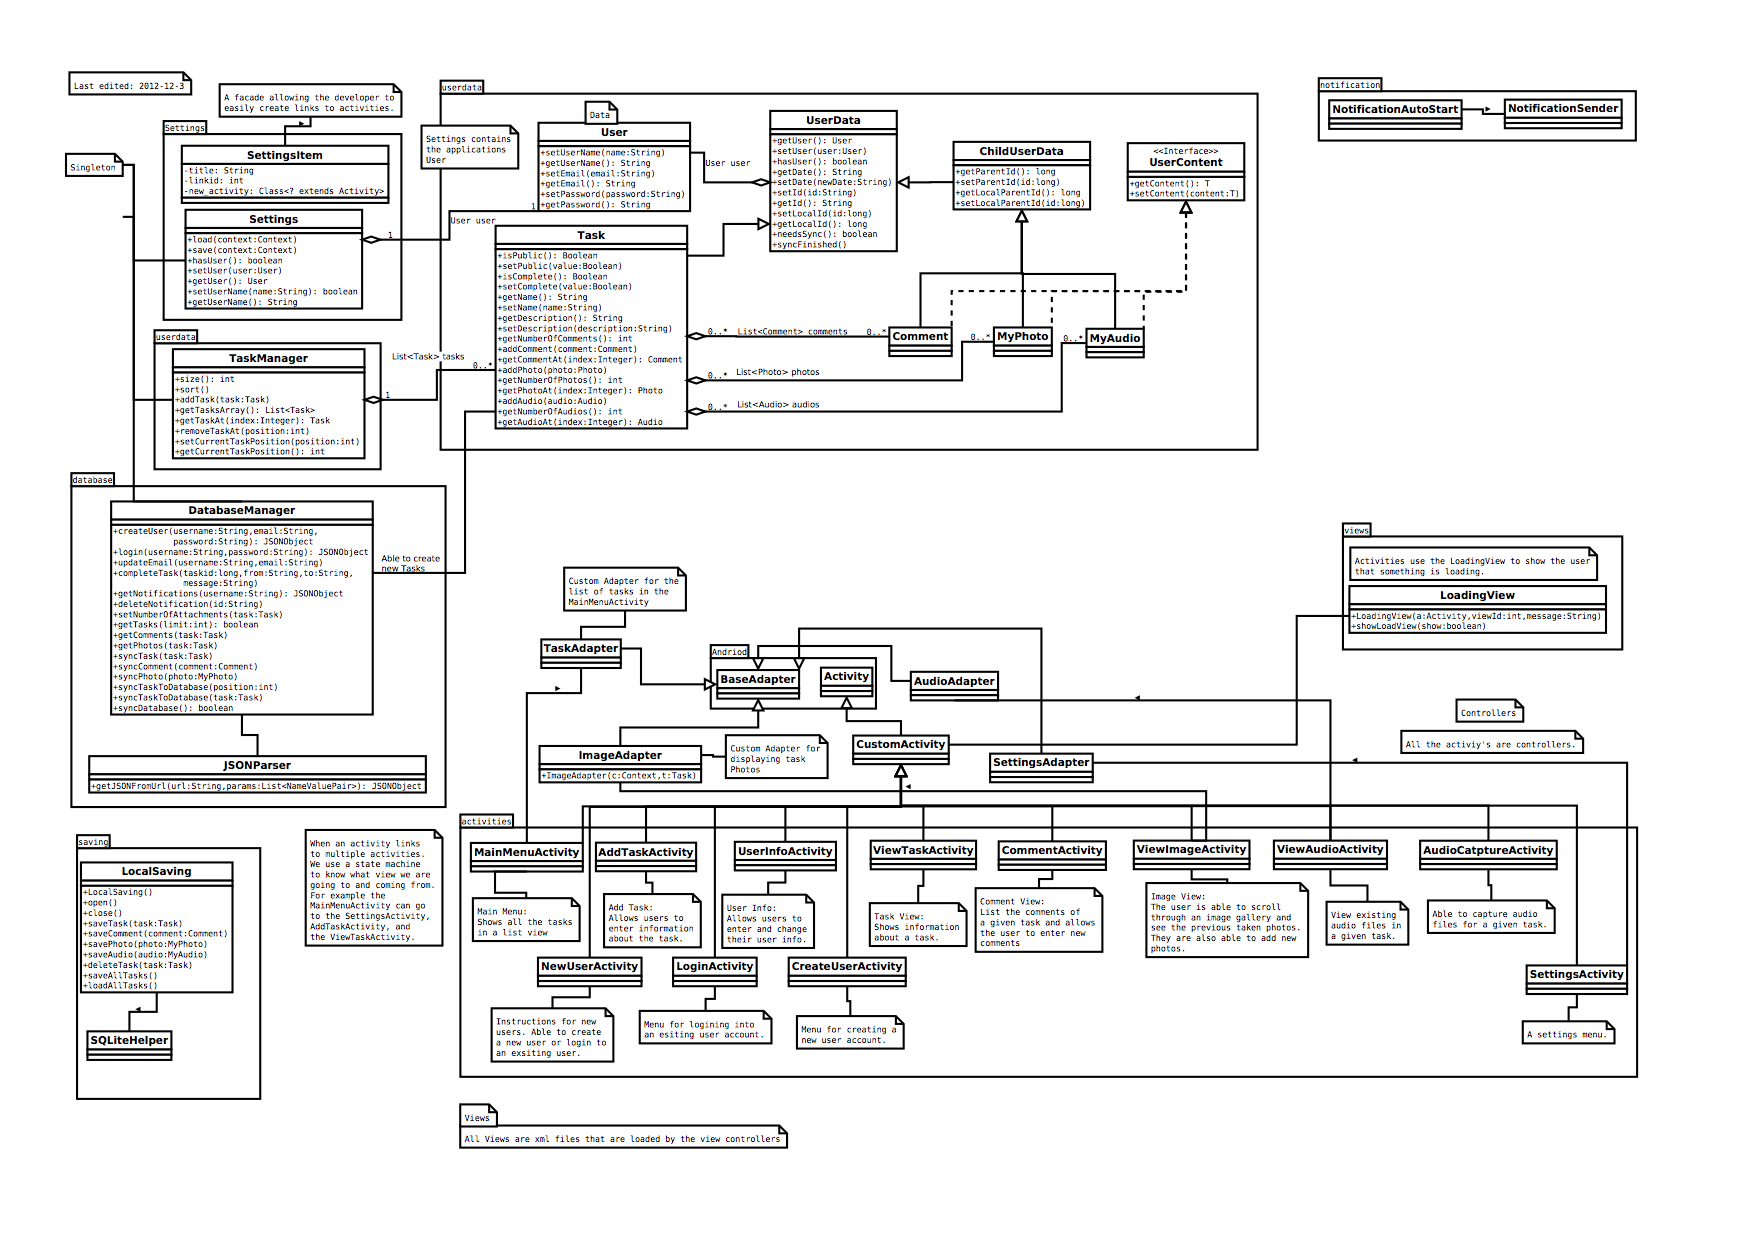 Last edited: 2012-12-3
A facade allowing the developer to
easily create links to activities.
Settings
SettingsItem
-title: String
-linkid: int
-new_activity: Class<? extends Activity>
Singleton
Settings
+load(context:Context)
+save(context:Context)
+hasUser(): boolean
+setUser(user:User)
+getUser(): User
+setUserName(name:String): boolean
+getUserName(): String
1
userdata
TaskManager
+size(): int
+sort()
+addTask(task:Task)
+getTasksArray(): List<Task>
+getTaskAt(index:Integer): Task
+removeTaskAt(position:int)
+setCurrentTaskPosition(position:int)
+getCurrentTaskPosition(): int
1
List<Task> tasks
0..*
userdata
Settings contains
the applications
User
Data
User
+setUserName(name:String)
+getUserName(): String
+setEmail(email:String)
+getEmail(): String
+setPassword(password:String)
+getPassword(): String
1
User user
User user
UserData
+getUser(): User
+setUser(user:User)
+hasUser(): boolean
+getDate(): String
+setDate(newDate:String)
+setId(id:String)
+getId(): String
+setLocalId(id:long)
+getLocalId(): long
+needsSync(): boolean
+syncFinished()
ChildUserData
+getParentId(): long
+setParentId(id:long)
+getLocalParentId(): long
+setLocalParentId(id:long)
<<Interface>>
UserContent
+getContent(): T
+setContent(content:T)
Task
+isPublic(): Boolean
+setPublic(value:Boolean)
+isComplete(): Boolean
+setComplete(value:Boolean)
+getName(): String
+setName(name:String)
+getDescription(): String
+setDescription(description:String)
+getNumberOfComments(): int
+addComment(comment:Comment)
+getCommentAt(index:Integer): Comment
+addPhoto(photo:Photo)
+getNumberOfPhotos(): int
+getPhotoAt(index:Integer): Photo
+addAudio(audio:Audio)
+getNumberOfAudios(): int
+getAudioAt(index:Integer): Audio
0..* List<Comment> comments 0..*
Comment
0..*
MyPhoto
0..*
MyAudio
List<Photo> photos
0..* List<Audio> audios
notification
NotificationAutoStart
NotificationSender
database
DatabaseManager
+createUser(username:String,email:String,
password:String): JSONObject
+login(username:String,password:String): JSONObject
+updateEmail(username:String,email:String)
+completeTask(taskid:long,from:String,to:String,
message:String)
+getNotifications(username:String): JSONObject
+deleteNotification(id:String)
+setNumberOfAttachments(task:Task)
+getTasks(limit:int): boolean
+getComments(task:Task)
+getPhotos(task:Task)
+syncTask(task:Task)
+syncComment(comment:Comment)
+syncPhoto(photo:MyPhoto)
+syncTaskToDatabase(position:int)
+syncTaskToDatabase(task:Task)
+syncDatabase(): boolean
Able to create
new Tasks
JSONParser
+getJSONFromUrl(url:String,params:List<NameValuePair>): JSONObject
views
Activities use the LoadingView to show the user
that something is loading.
LoadingView
+LoadingView(a:Activity,viewId:int,message:String)
+showLoadView(show:boolean)
Custom Adapter for the
list of tasks in the
MainMenuActivity
TaskAdapter
Andriod
BaseAdapter
Activity
AudioAdapter
ImageAdapter
+ImageAdapter(c:Context,t:Task)
Custom Adapter for
displaying task
Photos
CustomActivity
SettingsAdapter
Controllers
All the activiy's are controllers.
saving
LocalSaving
+LocalSaving()
+open()
+close()
+saveTask(task:Task)
+saveComment(comment:Comment)
+savePhoto(photo:MyPhoto)
+saveAudio(audio:MyAudio)
+deleteTask(task:Task)
+saveAllTasks()
+loadAllTasks()
SQLiteHelper
When an activity links
to multiple activities.
We use a state machine
to know what view we are
going to and coming from.
For example the
MainMenuActivity can go
to the SettingsActivity,
AddTaskActivity, and
the ViewTaskActivity.
activities
MainMenuActivity
AddTaskActivity
UserInfoActivity
ViewTaskActivity
CommentActivity
ViewImageActivity
ViewAudioActivity
AudioCatptureActivity
Main Menu:
Shows all the tasks
in a list view
Add Task:
Allows users to
enter information
about the task.
User Info:
Allows users to
enter and change
their user info.
Task View:
Shows information
about a task.
Comment View:
List the comments of
a given task and allows
the user to enter new
comments
Image View:
The user is able to scroll
through an image gallery and
see the previous taken photos.
They are also able to add new
photos.
View existing
audio files in
a given task.
Able to capture audio
files for a given task.
NewUserActivity
LoginActivity
CreateUserActivity
SettingsActivity
Instructions for new
users. Able to create
a new user or login to
an exsiting user.
Menu for logining into
an esiting user account.
Menu for creating a
new user account.
A settings menu.
Views
All Views are xml files that are loaded by the view controllers